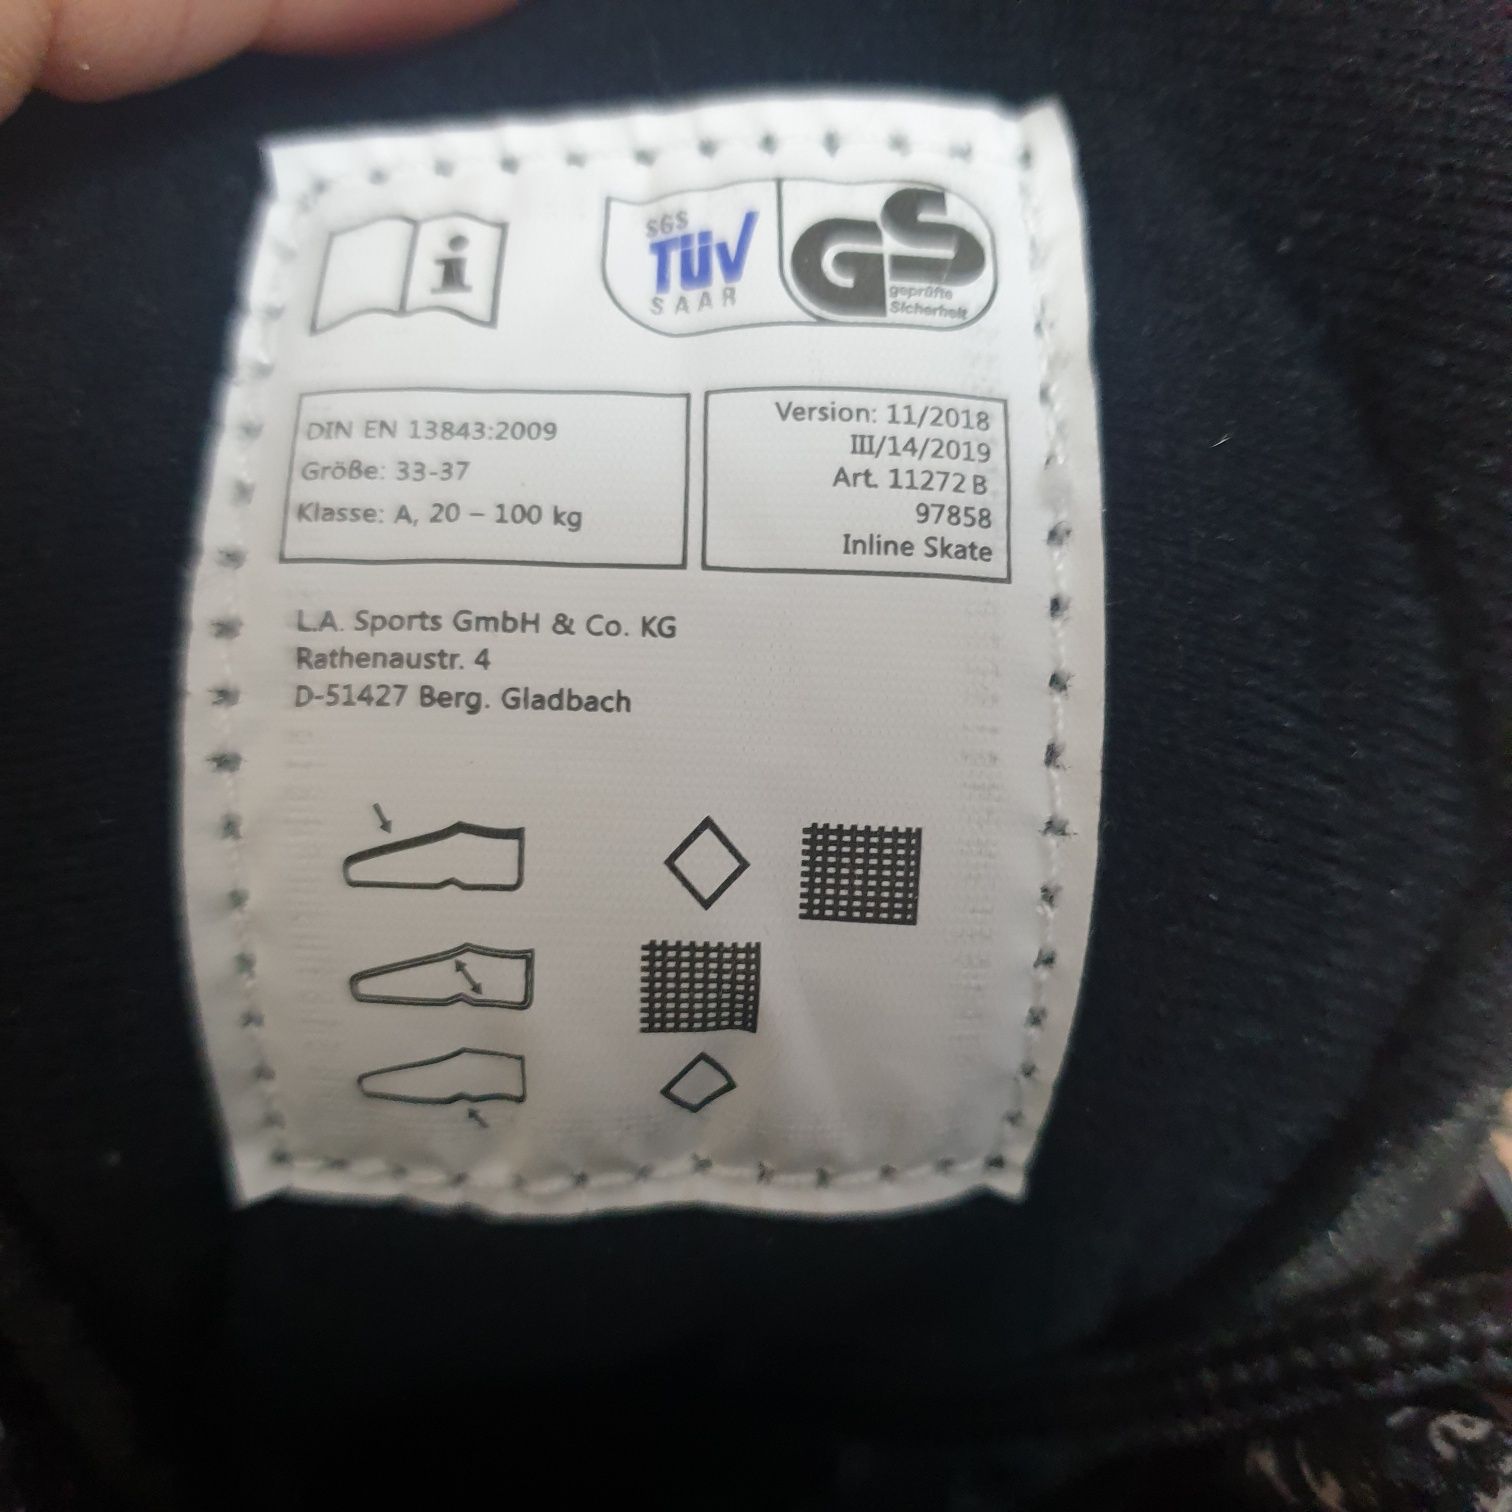 i
SGS
TÜV
SAAR
GS
geprüfte
Sicherheit
DIN EN 13843:2009
Größe: 33-37
Klasse: A, 20 – 100 kg
Version: 11/2018
III/14/2019
Art. 11272 B
97858
Inline Skate
L.A. Sports GmbH & Co. KG
Rathenaustr. 4
D-51427 Berg. Gladbach